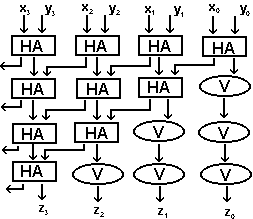 x₃ y₃ x₂ y₂ x₁ y₁ x₀ y₀
HA HA HA HA
HA HA HA V
HA HA V V
HA V V V
z₃ z₂ z₁ z₀